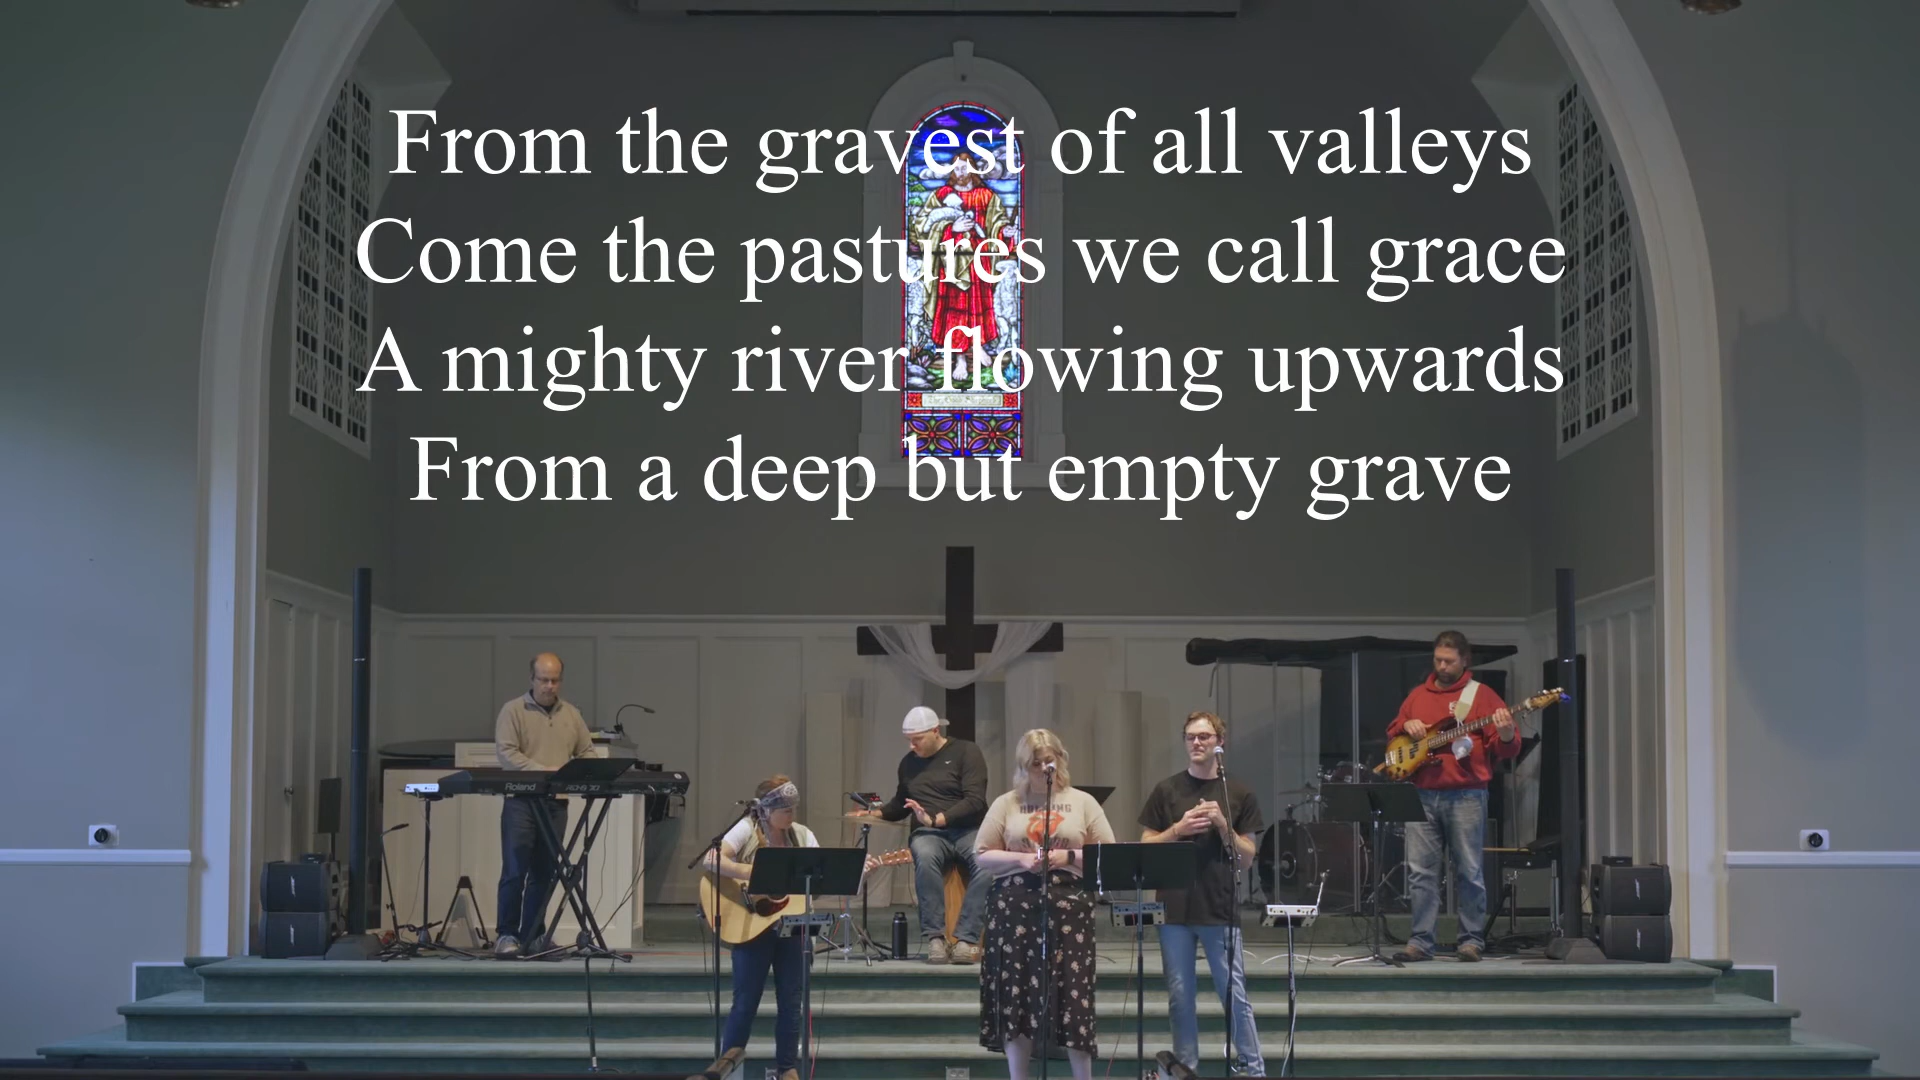 From the gravest of all valleys
Come the pastures we call grace
A mighty river flowing upwards
From a deep but empty grave
Roland